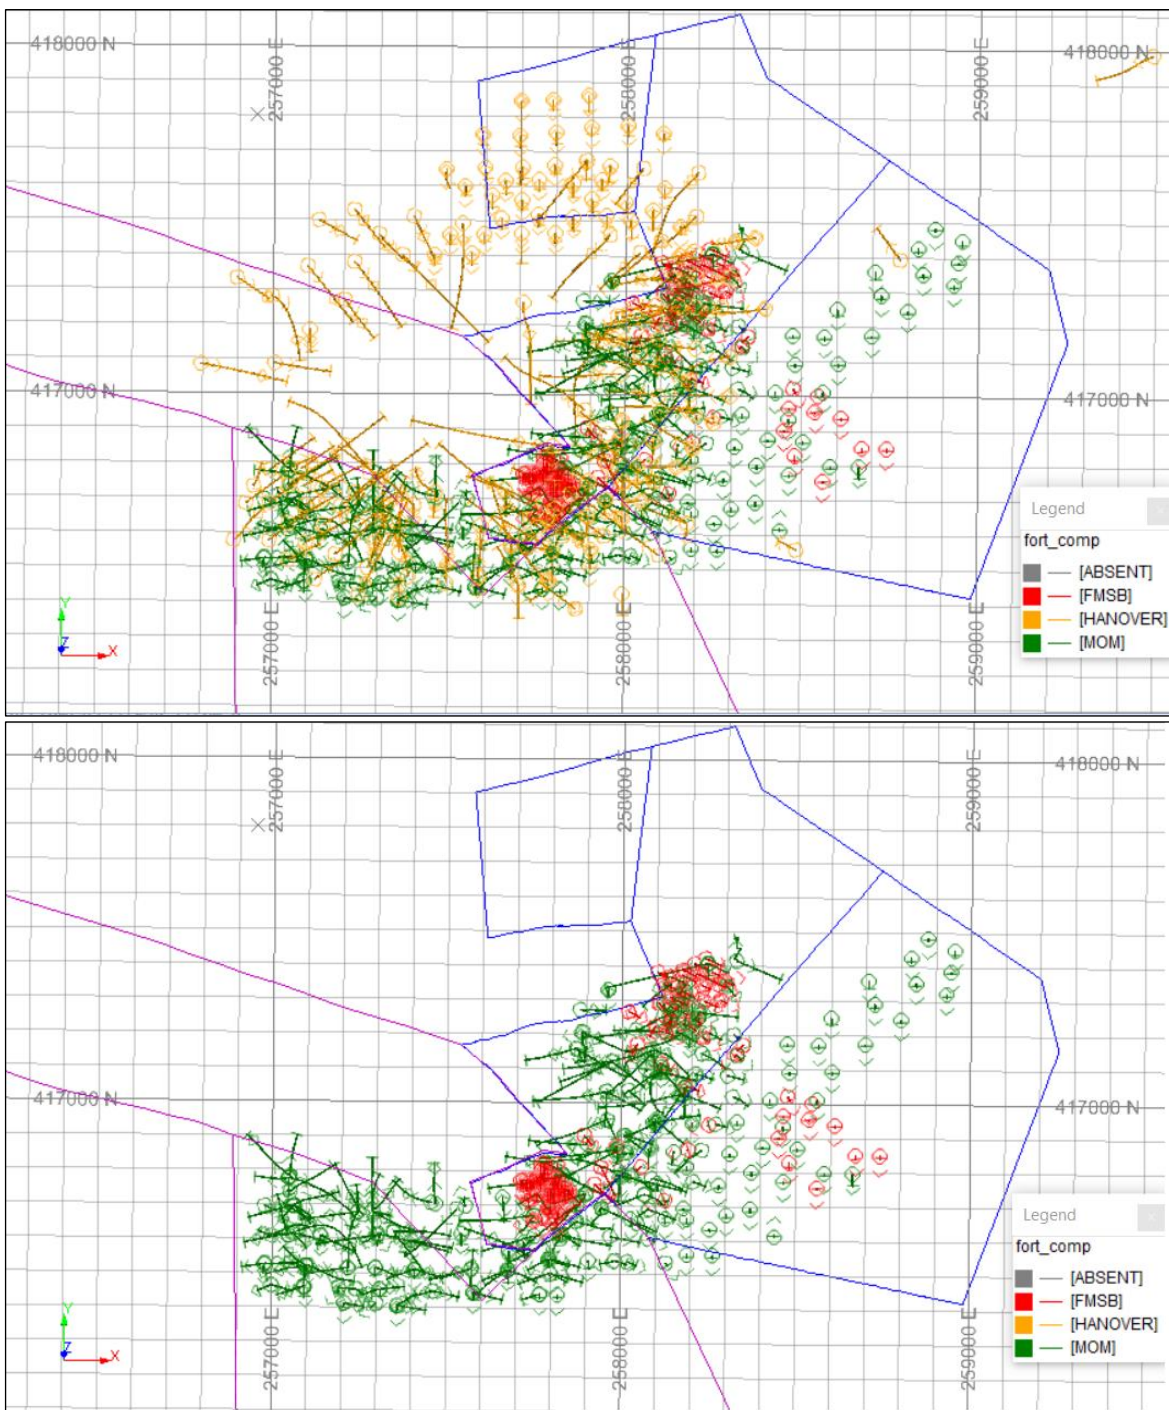 418000 N
418000 N
257000 E
258000 E
259000 E
417000 N
417000 N
Legend
fort_comp
[ABSENT]
[FMSB]
[HANOVER]
[MOM]
Y
Z
X
257000 E
258000 E
259000 E
418000 N
418000 N
257000 E
258000 E
259000 E
417000 N
417000 N
Legend
fort_comp
[ABSENT]
[FMSB]
[HANOVER]
[MOM]
Y
Z
X
257000 E
258000 E
259000 E